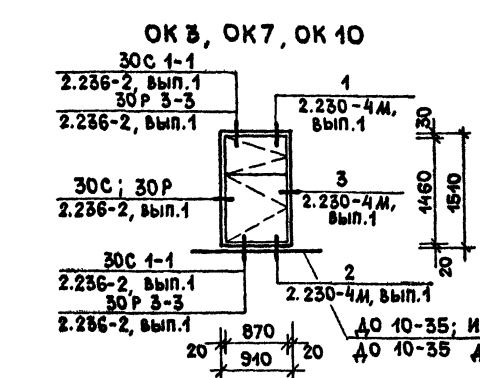 ОК 3, ОК 7, ОК 10
30С 1-1
2.236-2, ВЫП.1
30Р 3-3
2.236-2, ВЫП.1
1
2.230-4М,
ВЫП.1
30
30С; 30Р
2.236-2, ВЫП.1
3
2.230-4М,
ВЫП.1
1460
1510
20
30С 1-1
2.236-2, ВЫП.1
30Р 3-3
2.236-2, ВЫП.1
2
2.230-4М, ВЫП.1
ДО 10-35; И
ДО 10-35
20
870
20
910